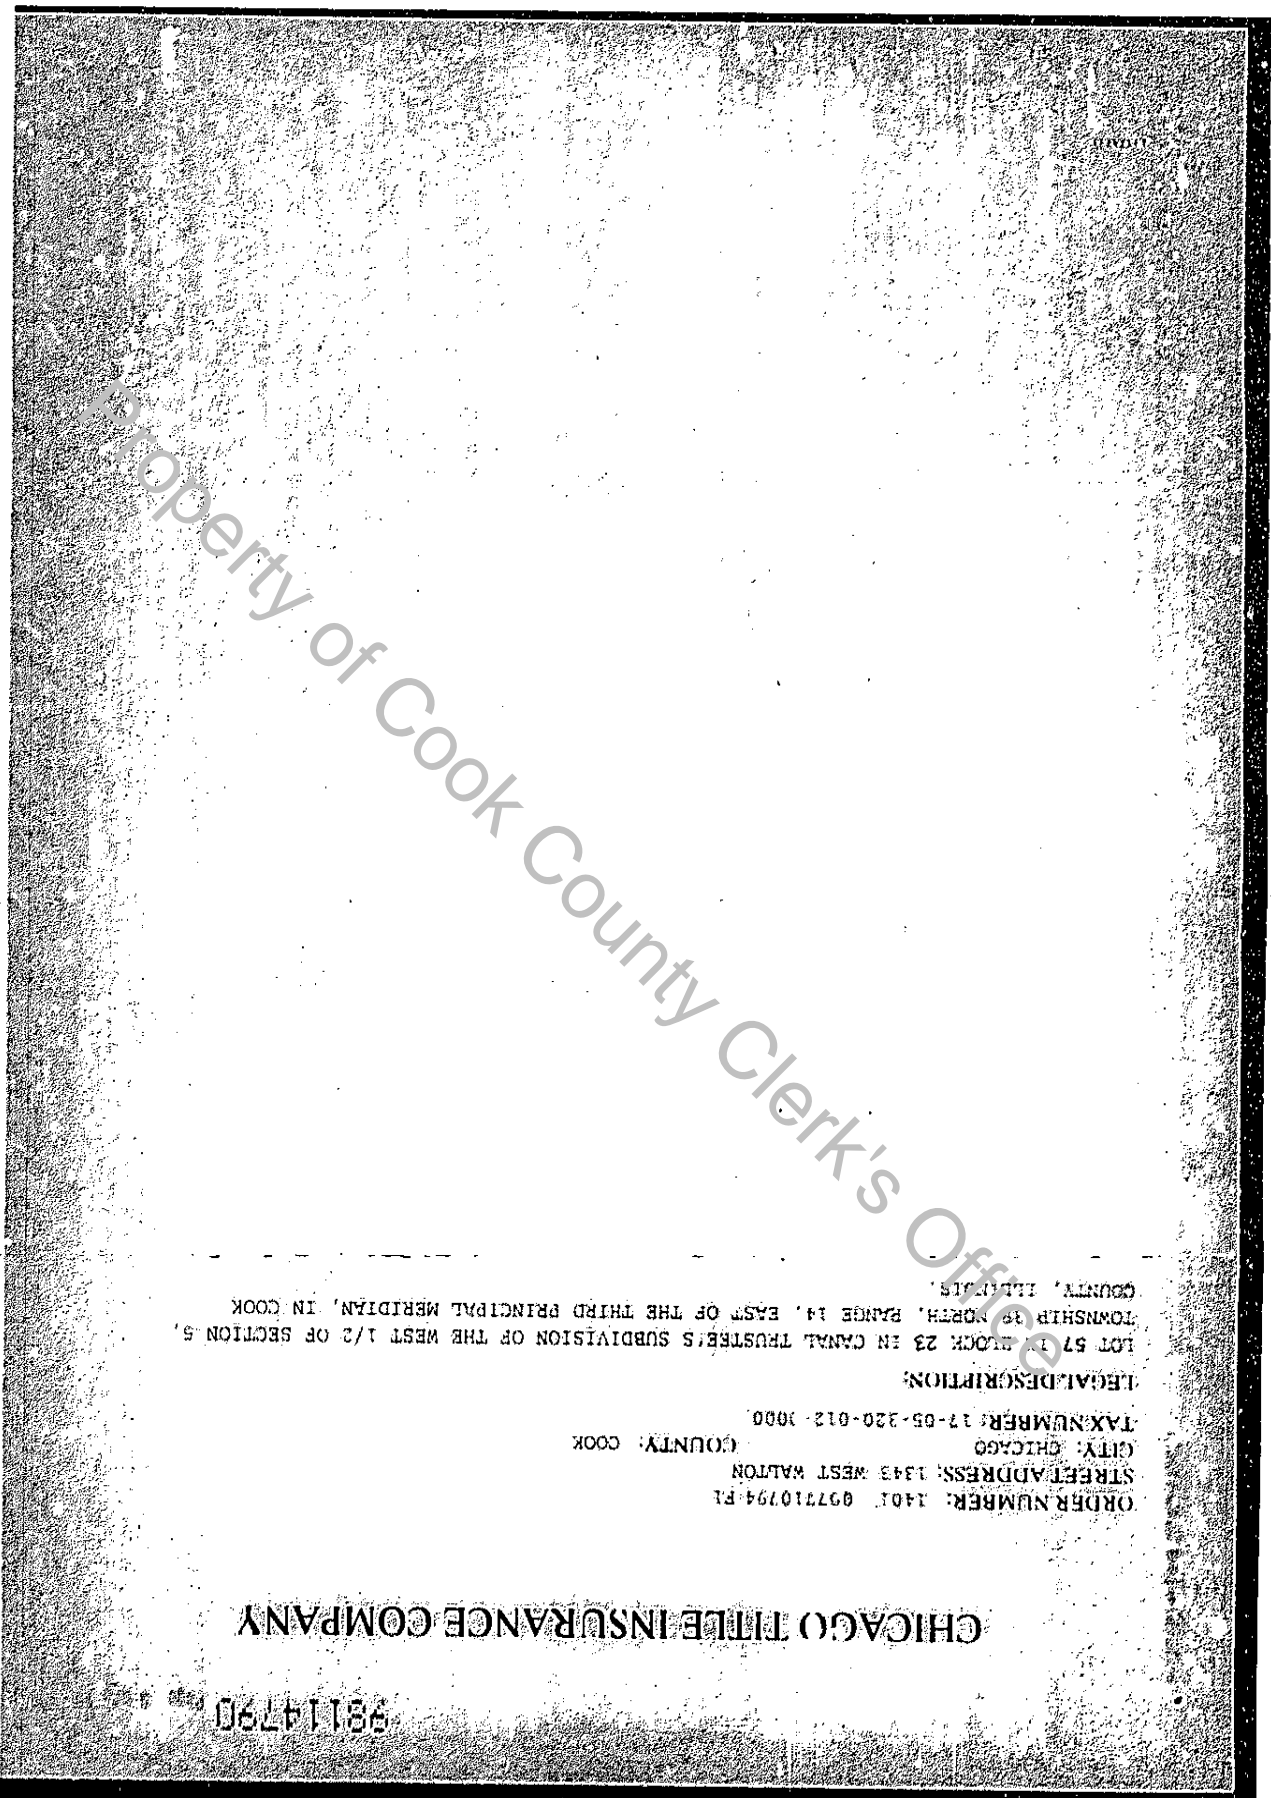 98114790
CHICAGO TITLE INSURANCE COMPANY
ORDER NUMBER: 1401 007710794 F1
STREET ADDRESS: 1343 WEST WALTON
CITY: CHICAGO COUNTY: COOK
TAX NUMBER: 17-05-320-012-0000
LEGAL DESCRIPTION:
LOT 57 IN BLOCK 23 IN CANAL TRUSTEE'S SUBDIVISION OF THE WEST 1/2 OF SECTION 5,
TOWNSHIP 39 NORTH, RANGE 14, EAST OF THE THIRD PRINCIPAL MERIDIAN, IN COOK
COUNTY, ILLINOIS.
Property of Cook County Clerk's Office